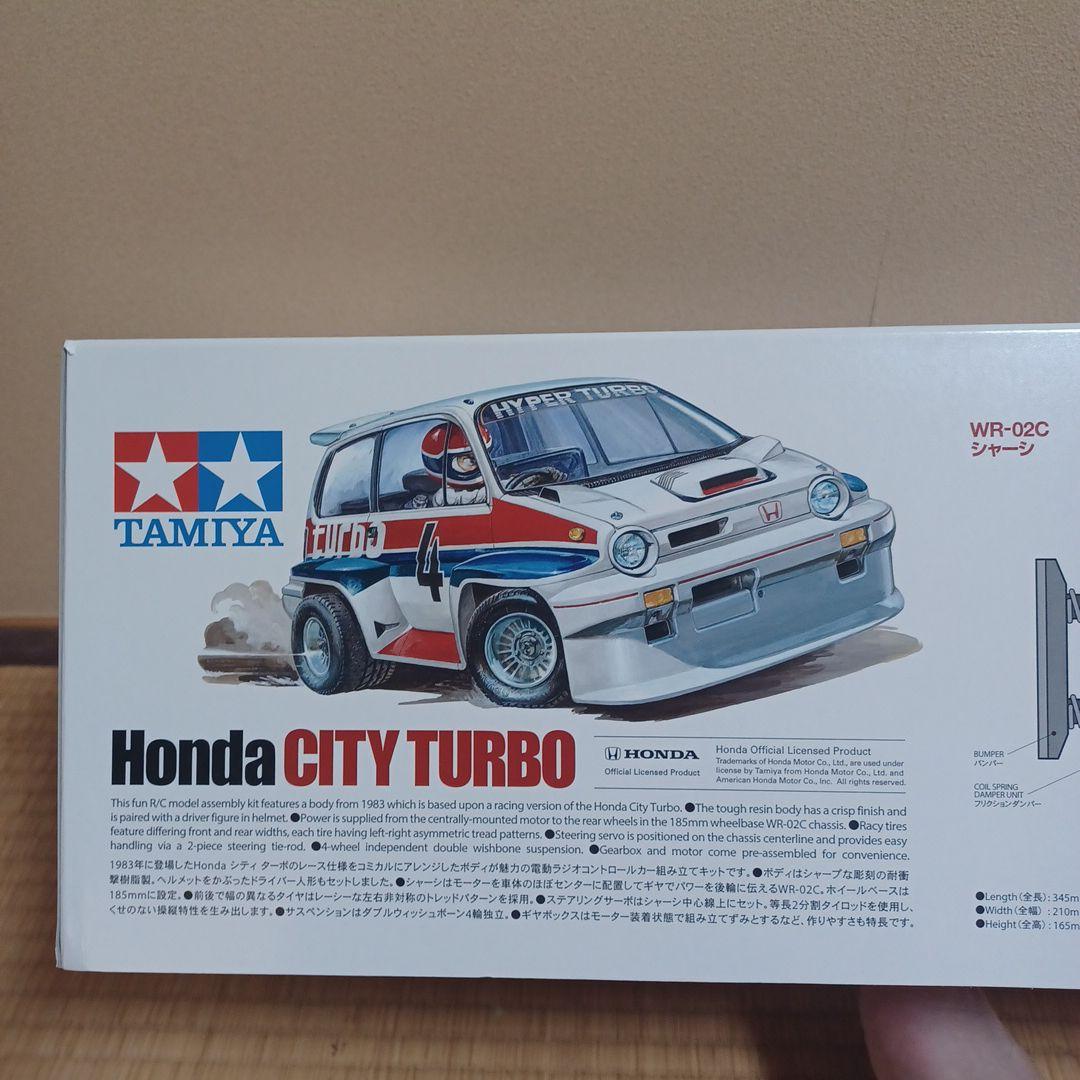 HYPER TURBO
WR-02C
シャーシ
TAMIYA
turbo
4
Honda CITY TURBO
HONDA
Official Licensed Product
Honda Official Licensed Product
Trademarks of Honda Motor Co., Ltd., are used under
license by Tamiya from Honda Motor Co., Ltd. and
American Honda Motor Co., Inc. All rights reserved.
BUMPER
バンパー
COIL SPRING
DAMPER UNIT
フリクションダンパー
This fun R/C model assembly kit features a body from 1983 which is based upon a racing version of the Honda City Turbo. ●The tough resin body has a crisp finish and
is paired with a driver figure in helmet. ●Power is supplied from the centrally-mounted motor to the rear wheels in the 185mm wheelbase WR-02C chassis. ●Racy tires
feature differing front and rear widths, each tire having left-right asymmetric tread patterns. ●Steering servo is positioned on the chassis centerline and provides easy
handling via a 2-piece steering tie-rod. ●4-wheel independent double wishbone suspension. ●Gearbox and motor come pre-assembled for convenience.
1983年に登場したHonda シティ ターボのレース仕様をコミカルにアレンジしたボディが魅力の電動ラジオコントロールカー組み立てキットです。●ボディはシャープな彫刻の耐衝
撃樹脂製。ヘルメットをかぶったドライバー人形もセットしました。●シャーシはモーターを車体のほぼセンターに配置してギヤでパワーを後輪に伝えるWR-02C。ホイールベースは
185mmに設定。●前後で幅の異なるタイヤはレーシーな左右非対称のトレッドパターンを採用。●ステアリングサーボはシャーシ中心線上にセット。等長2分割タイロッドを使用し、
くせのない操縦特性を生み出します。●サスペンションはダブルウィッシュボーン4輪独立。●ギヤボックスはモーター装着状態で組み立てずみとするなど、作りやすさも特長です。
●Length (全長) : 345m
●Width (全幅) : 210m
●Height (全高) : 165m